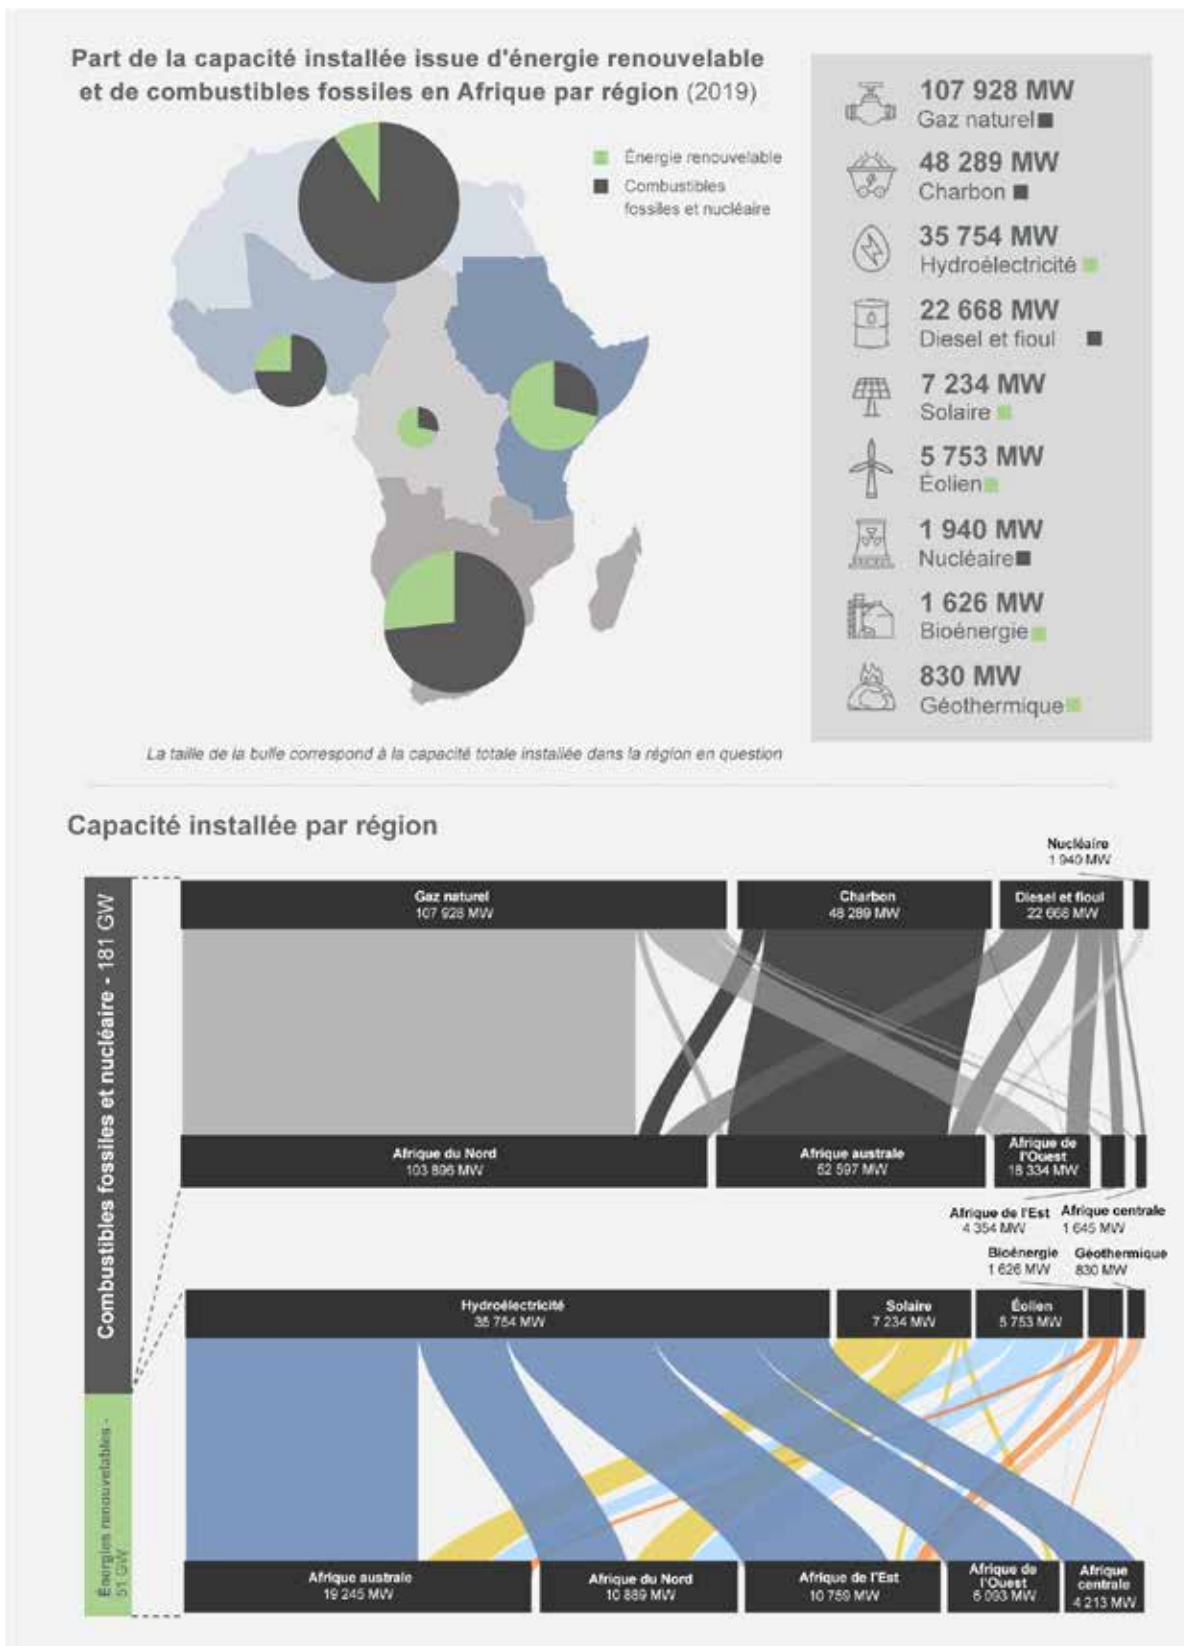 Part de la capacité installée issue d'énergie renouvelable
et de combustibles fossiles en Afrique par région (2019)
Énergie renouvelable
Combustibles
fossiles et nucléaire
107 928 MW
Gaz naturel
48 289 MW
Charbon
35 754 MW
Hydroélectricité
22 668 MW
Diesel et fioul
7 234 MW
Solaire
5 753 MW
Éolien
1 940 MW
Nucléaire
1 626 MW
Bioénergie
830 MW
Géothermique
La taille de la bulle correspond à la capacité totale installée dans la région en question
Capacité installée par région
Combustibles fossiles et nucléaire - 181 GW
Nucléaire
1 940 MW
Gaz naturel
107 928 MW
Charbon
48 289 MW
Diesel et fioul
22 668 MW
Afrique du Nord
103 896 MW
Afrique australe
52 597 MW
Afrique de
l'Ouest
18 334 MW
Afrique de l'Est
4 354 MW
Afrique centrale
1 645 MW
Énergies renouvelables -
51 GW
Bioénergie
1 626 MW
Géothermique
830 MW
Hydroélectricité
35 754 MW
Solaire
7 234 MW
Éolien
5 753 MW
Afrique australe
19 245 MW
Afrique du Nord
10 889 MW
Afrique de l'Est
10 759 MW
Afrique de
l'Ouest
6 093 MW
Afrique
centrale
4 213 MW